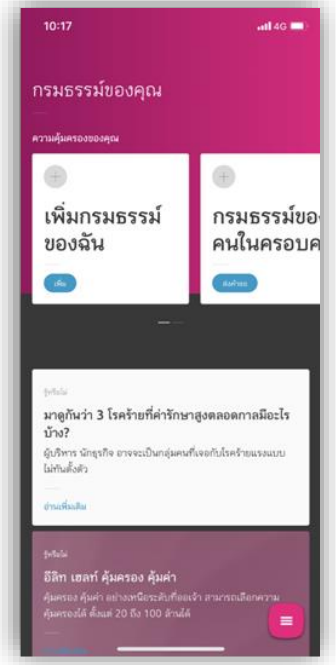 10:17
4G
กรมธรรม์ของคุณ
ความคุ้มครองของคุณ
เพิ่มกรมธรรม์
ของฉัน
เพิ่ม
กรมธรรม์ขอ
คนในครอบค
ส่งคำขอ
รู้หรือไม่
มาดูกันว่า 3 โรคร้ายที่ค่ารักษาสูงตลอดกาลมีอะไร
บ้าง?
ผู้บริหาร นักธุรกิจ อาจจะเป็นกลุ่มคนที่เจอกับโรคร้ายแรงแบบ
ไม่ทันตั้งตัว
อ่านเพิ่มเติม
รู้หรือไม่
อีลิท เฮลท์ คุ้มครอง คุ้มค่า
คุ้มครอง คุ้มค่า อย่างเหนือระดับที่ออเจ้า สามารถเลือกความ
คุ้มครองได้ ตั้งแต่ 20 ถึง 100 ล้านได้